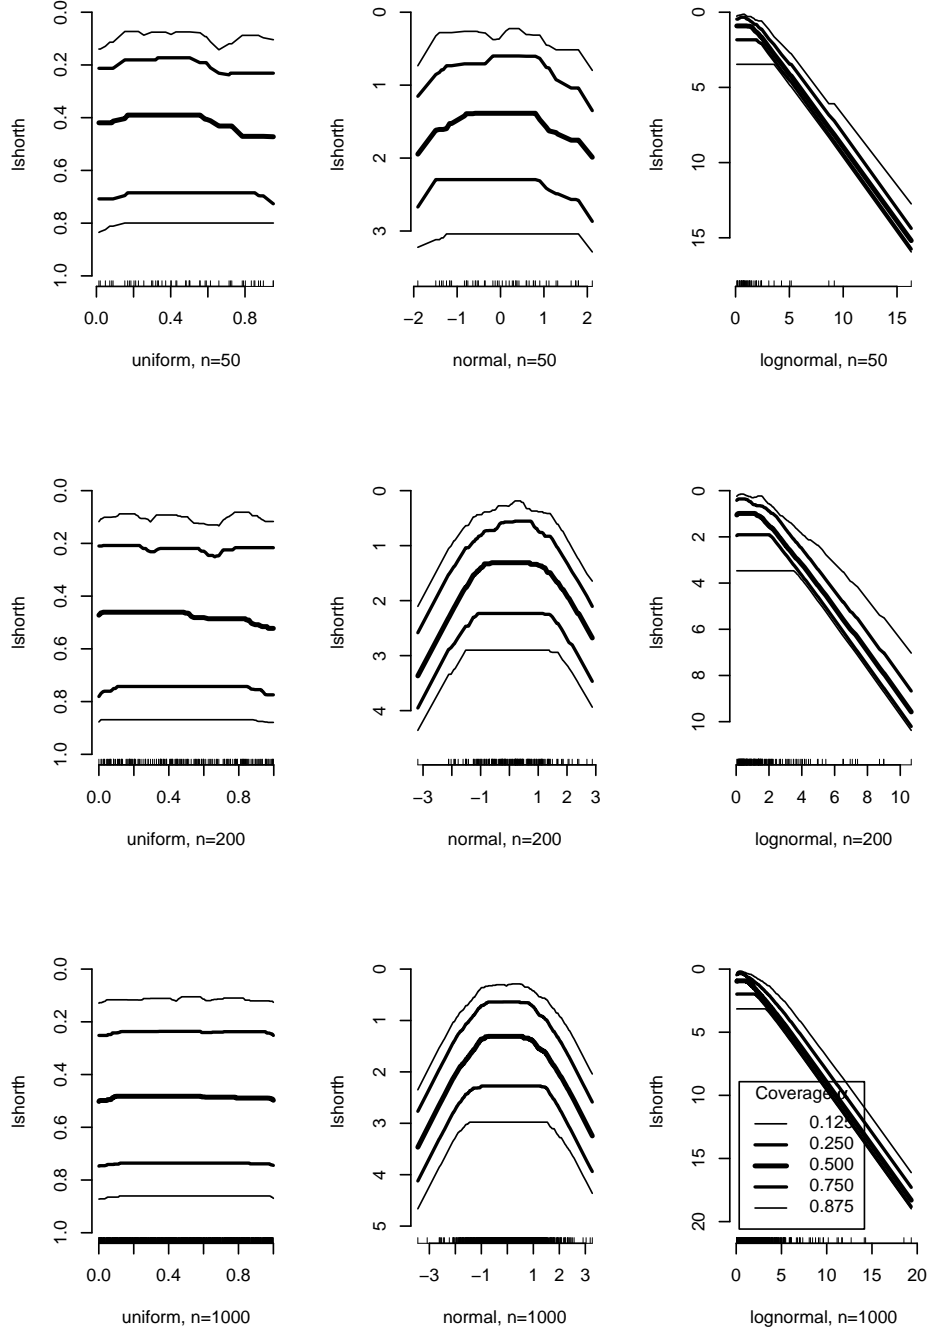 0.0 0.2 0.4 0.6 0.8 1.0
lshorth
0.0 0.4 0.8
uniform, n=50
0 1 2 3
lshorth
−2 −1 0 1 2
normal, n=50
0 5 10 15
lshorth
0 5 10 15
lognormal, n=50
0.0 0.2 0.4 0.6 0.8 1.0
lshorth
0.0 0.4 0.8
uniform, n=200
0 1 2 3 4
lshorth
−3 −1 0 1 2 3
normal, n=200
0 2 4 6 8 10
lshorth
0 2 4 6 8 10
lognormal, n=200
0.0 0.2 0.4 0.6 0.8 1.0
lshorth
0.0 0.4 0.8
uniform, n=1000
0 1 2 3 4 5
lshorth
−3 −1 0 1 2 3
normal, n=1000
0 5 10 15 20
lshorth
Coverage α
0.125
0.250
0.500
0.750
0.875
0 5 10 15 20
lognormal, n=1000